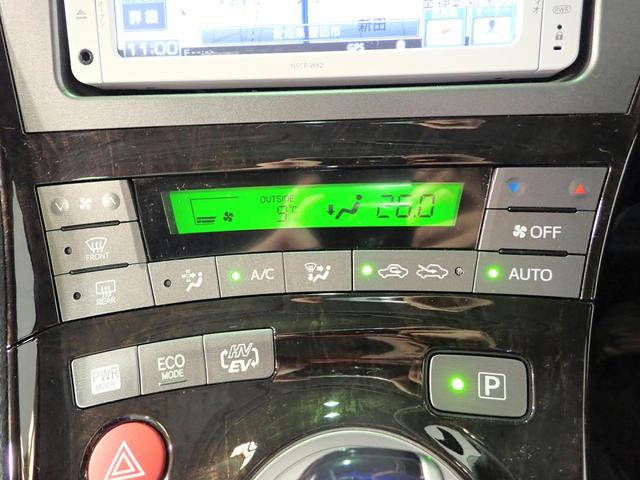 詳細
11:00
愛知県 豊田市
新田
GPS
PWR
NSCP-W62
OUTSIDE
9℃
26.0
FRONT
OFF
REAR
A/C
AUTO
PWR MODE
ECO MODE
HV EV
P